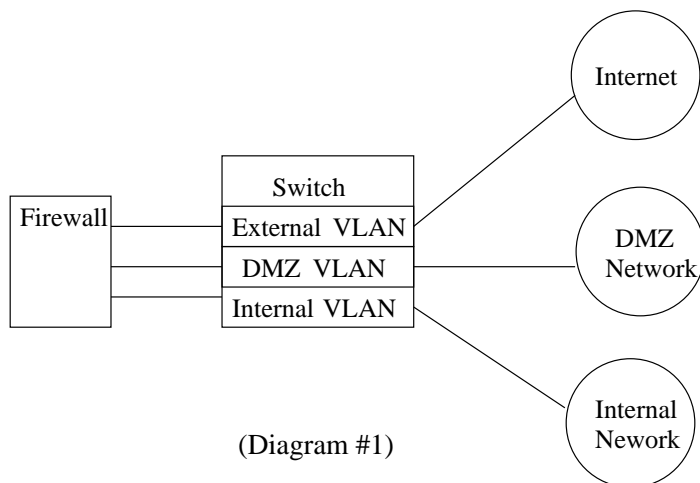 Internet
Switch
Firewall
External VLAN
DMZ VLAN
Internal VLAN
DMZ
Network
Internal
Nework
(Diagram #1)